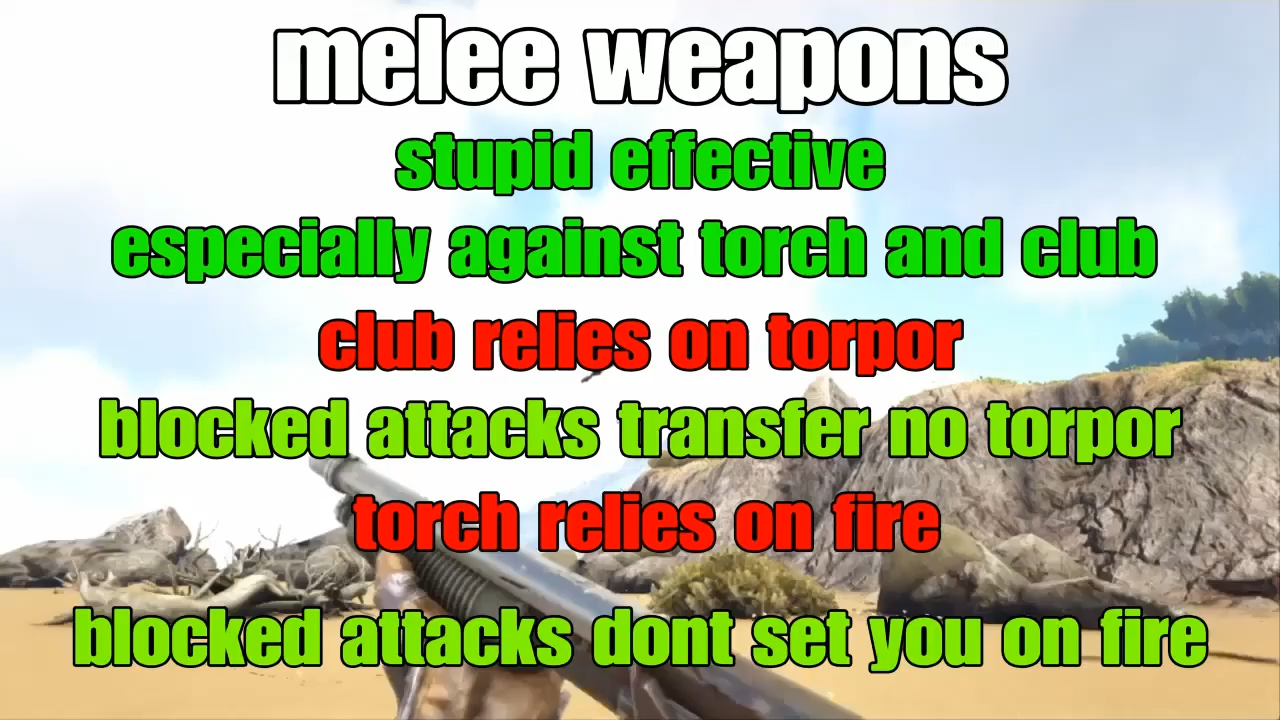 melee weapons
stupid effective
especially against torch and club
club relies on torpor
blocked attacks transfer no torpor
torch relies on fire
blocked attacks dont set you on fire